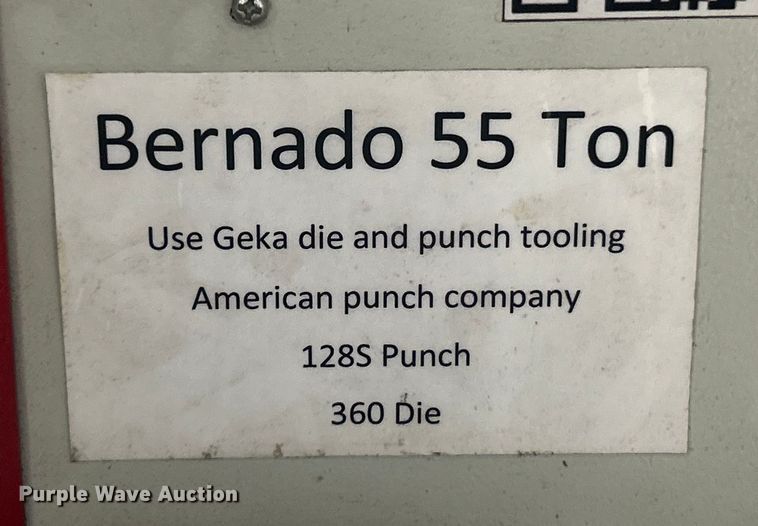 Bernado 55 Ton
Use Geka die and punch tooling
American punch company
128S Punch
360 Die
Purple Wave Auction